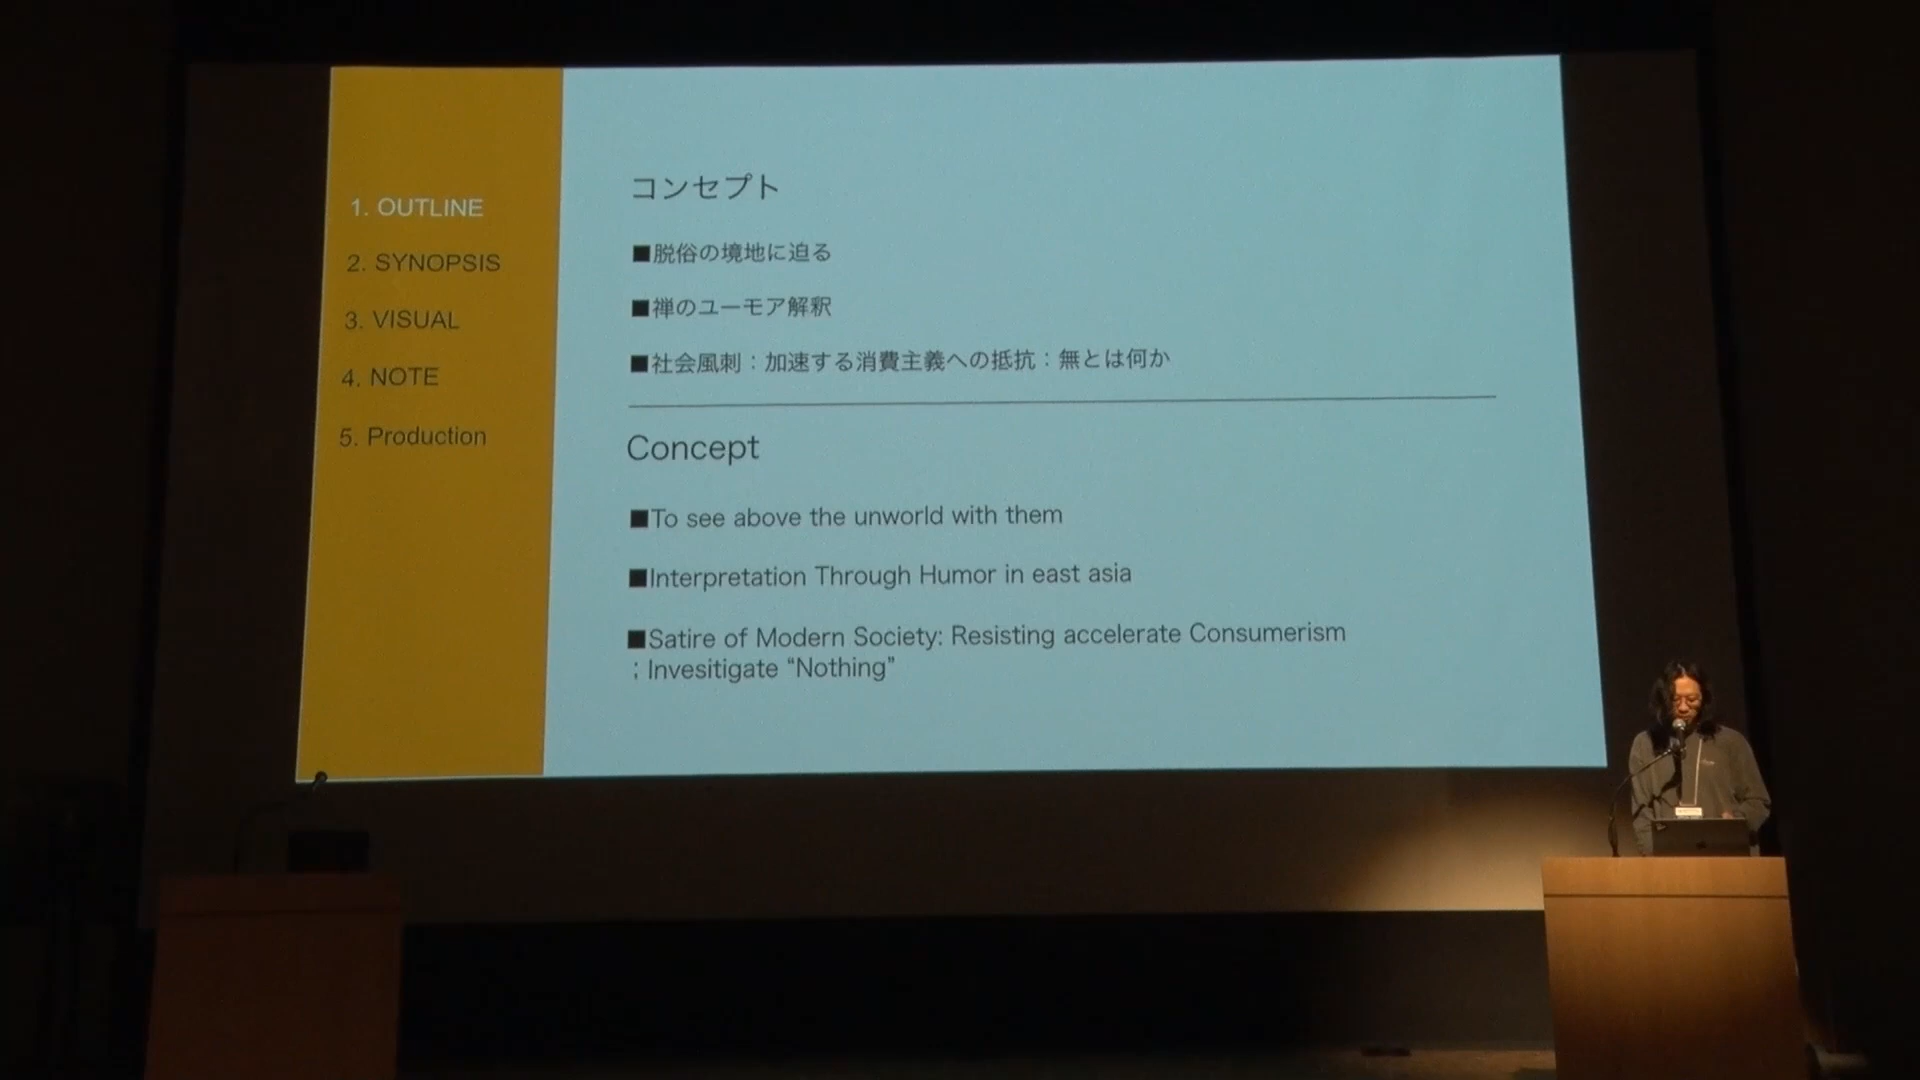 1. OUTLINE
2. SYNOPSIS
3. VISUAL
4. NOTE
5. Production
コンセプト
■脱俗の境地に迫る
■禅のユーモア解釈
■社会風刺：加速する消費主義への抵抗：無とは何か
Concept
■To see above the unworld with them
■Interpretation Through Humor in east asia
■Satire of Modern Society: Resisting accelerate Consumerism
; Invesitigate “Nothing”